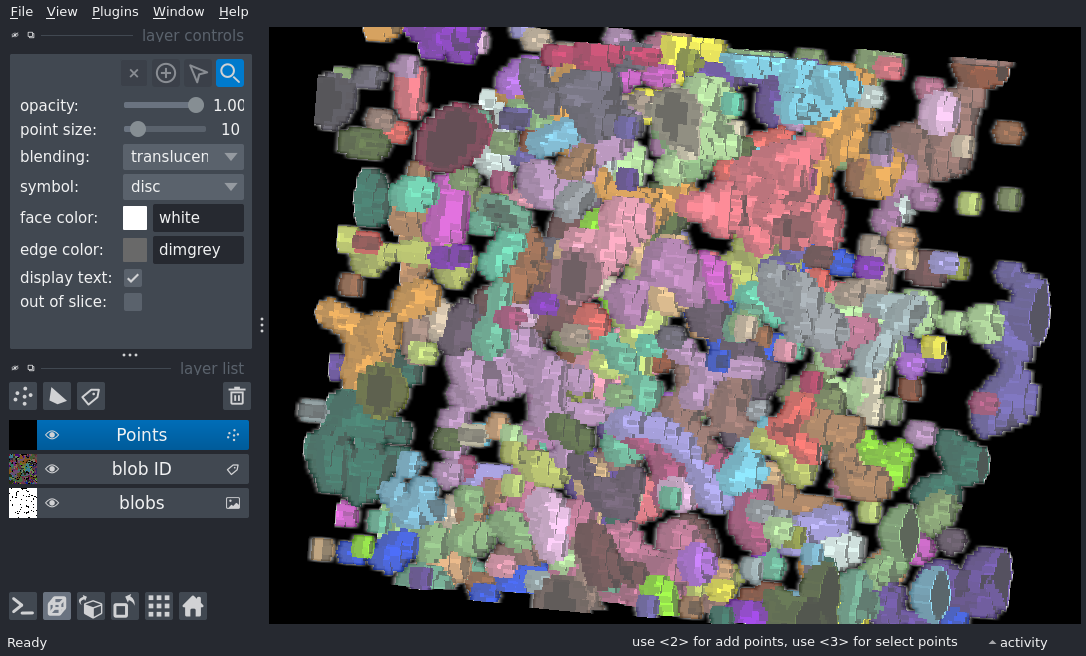 File View Plugins Window Help
layer controls
opacity: 1.00
point size: 10
blending: translucen
symbol: disc
face color: white
edge color: dimgrey
display text:
out of slice:
layer list
Points
blob ID
blobs
Ready
use <2> for add points, use <3> for select points
activity